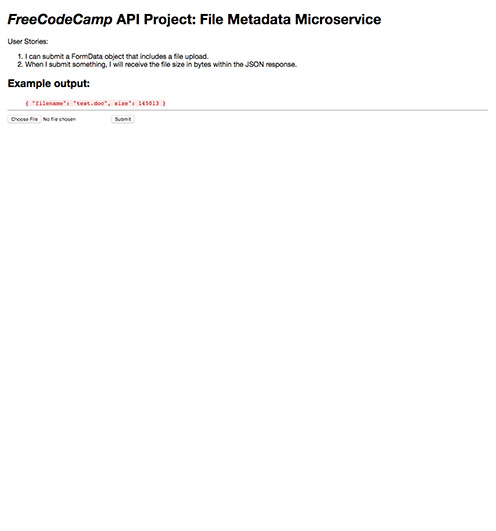 FreeCodeCamp API Project: File Metadata Microservice
User Stories:
1. I can submit a FormData object that includes a file upload.
2. When I submit something, I will receive the file size in bytes within the JSON response.
Example output:
{ "filename": "test.doc", size": 145013 }
Choose File No file chosen Submit